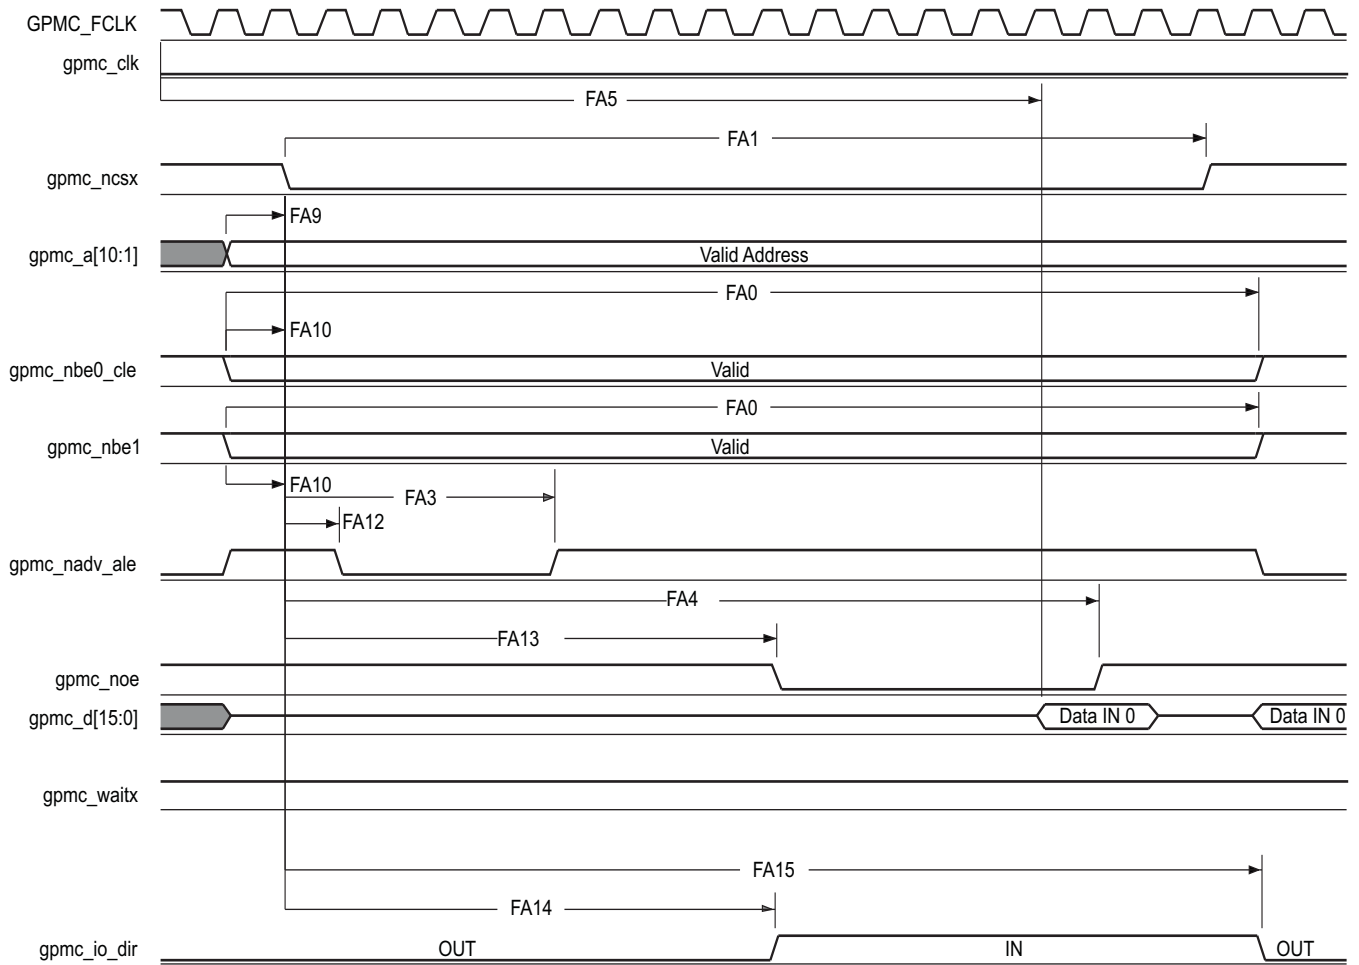 GPMC_FCLK
gpmc_clk
FA5
FA1
gpmc_ncsx
FA9
gpmc_a[10:1]
Valid Address
FA0
FA10
gpmc_nbe0_cle
Valid
FA0
gpmc_nbe1
Valid
FA10
FA3
FA12
gpmc_nadv_ale
FA4
FA13
gpmc_noe
gpmc_d[15:0]
Data IN 0
Data IN 0
gpmc_waitx
FA15
FA14
gpmc_io_dir
OUT
IN
OUT